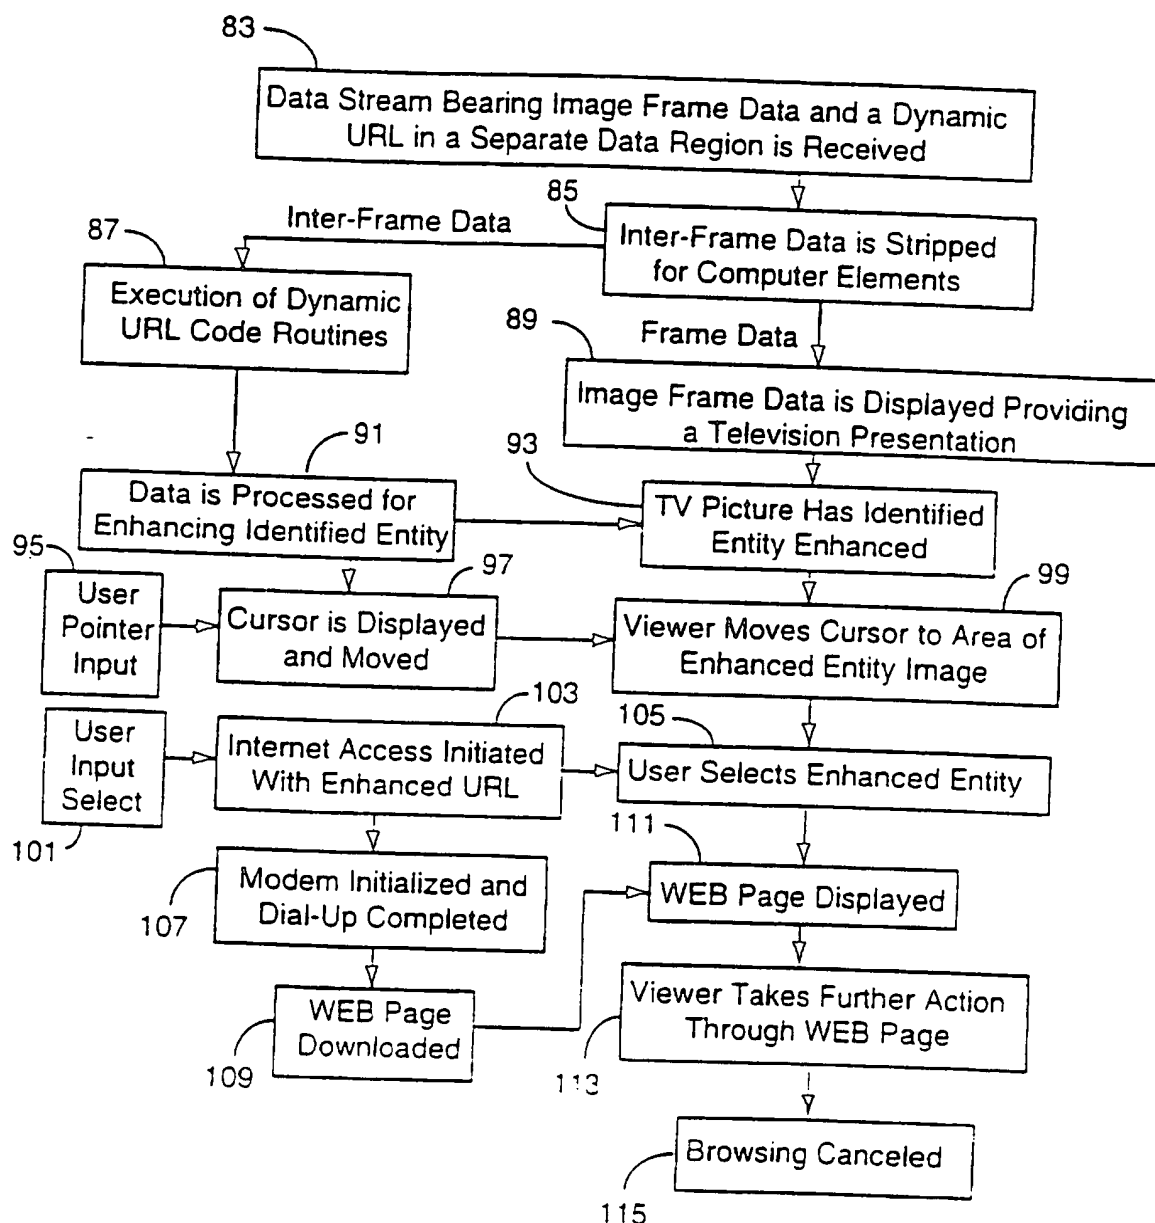 83
Data Stream Bearing Image Frame Data and a Dynamic
URL in a Separate Data Region is Received
85
Inter-Frame Data
87
Inter-Frame Data is Stripped
for Computer Elements
Execution of Dynamic
URL Code Routines
89
Frame Data
Image Frame Data is Displayed Providing
a Television Presentation
91
93
Data is Processed for
Enhancing Identified Entity
TV Picture Has Identified
Entity Enhanced
95
97
99
User
Pointer
Input
Cursor is Displayed
and Moved
Viewer Moves Cursor to Area of
Enhanced Entity Image
103
105
User
Input
Select
Internet Access Initiated
With Enhanced URL
User Selects Enhanced Entity
101
111
Modem Initialized and
Dial-Up Completed
107
WEB Page Displayed
WEB Page
Downloaded
109
Viewer Takes Further Action
Through WEB Page
113
Browsing Canceled
115